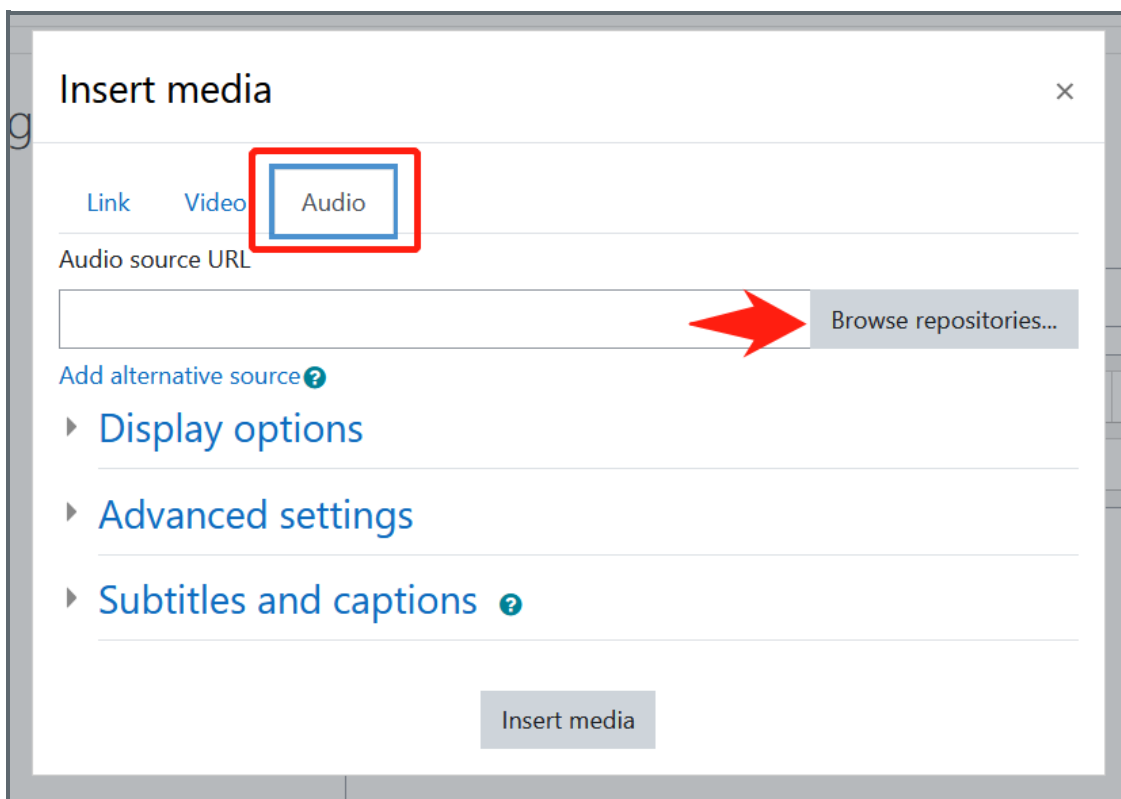 Insert media
×
g
Link Video Audio
Audio source URL
Browse repositories...
Add alternative source ?
Display options
Advanced settings
Subtitles and captions ?
Insert media